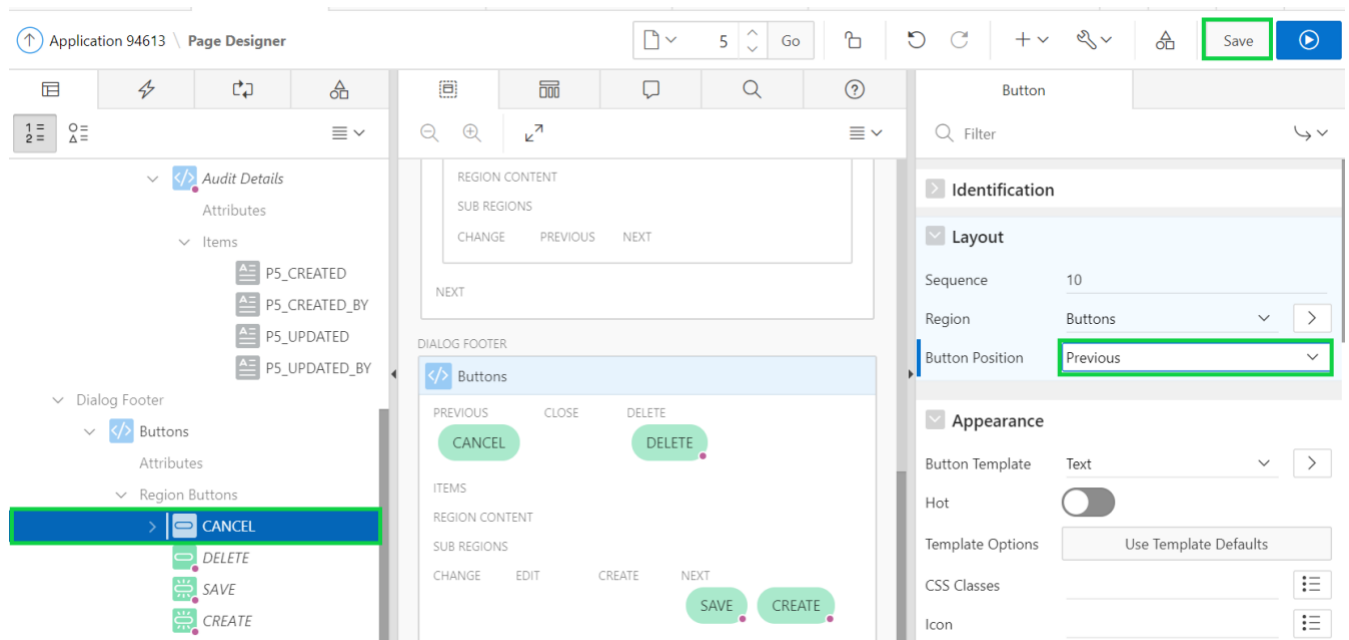 Application 94613 \ Page Designer
5
Go
Save
1 =
2 =
Audit Details
Attributes
Items
P5_CREATED
P5_CREATED_BY
P5_UPDATED
P5_UPDATED_BY
Dialog Footer
Buttons
Attributes
Region Buttons
CANCEL
DELETE
SAVE
CREATE
REGION CONTENT
SUB REGIONS
CHANGE PREVIOUS NEXT
NEXT
DIALOG FOOTER
Buttons
PREVIOUS CLOSE DELETE
CANCEL DELETE
ITEMS
REGION CONTENT
SUB REGIONS
CHANGE EDIT CREATE NEXT
SAVE CREATE
Button
Filter
Identification
Layout
Sequence 10
Region Buttons
Button Position Previous
Appearance
Button Template Text
Hot
Template Options Use Template Defaults
CSS Classes
Icon